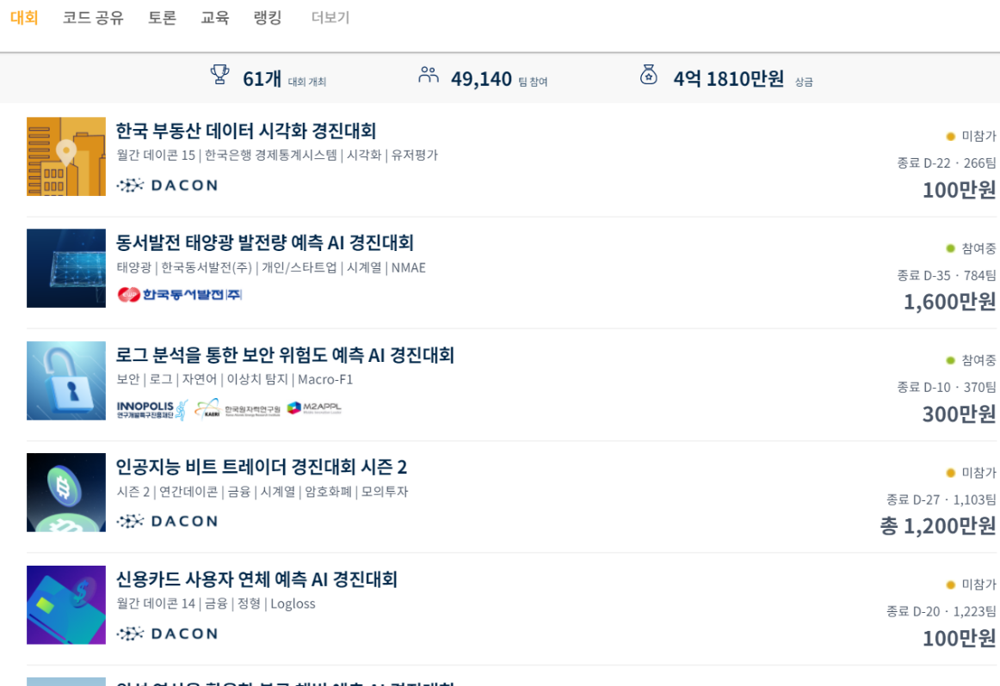 대회 코드 공유 토론 교육 랭킹 더보기
61개 대회 개최 49,140 팀 참여 4억 1810만원 상금
한국 부동산 데이터 시각화 경진대회
월간 데이콘 15 | 한국은행 경제통계시스템 | 시각화 | 유저평가
DACON
미참가
종료 D-22 · 266팀
100만원
동서발전 태양광 발전량 예측 AI 경진대회
태양광 | 한국동서발전(주) | 개인/스타트업 | 시계열 | NMAE
ewp 한국동서발전(주)
참여중
종료 D-35 · 784팀
1,600만원
로그 분석을 통한 보안 위험도 예측 AI 경진대회
보안 | 로그 | 자연어 | 이상치 탐지 | Macro-F1
INNOPOLIS 연구개발특구진흥재단 KAERI 한국원자력연구원 M2APPL
참여중
종료 D-10 · 370팀
300만원
인공지능 비트 트레이더 경진대회 시즌 2
시즌 2 | 연간데이콘 | 금융 | 시계열 | 암호화폐 | 모의투자
DACON
미참가
종료 D-27 · 1,103팀
총 1,200만원
신용카드 사용자 연체 예측 AI 경진대회
월간 데이콘 14 | 금융 | 정형 | Logloss
DACON
미참가
종료 D-20 · 1,223팀
100만원